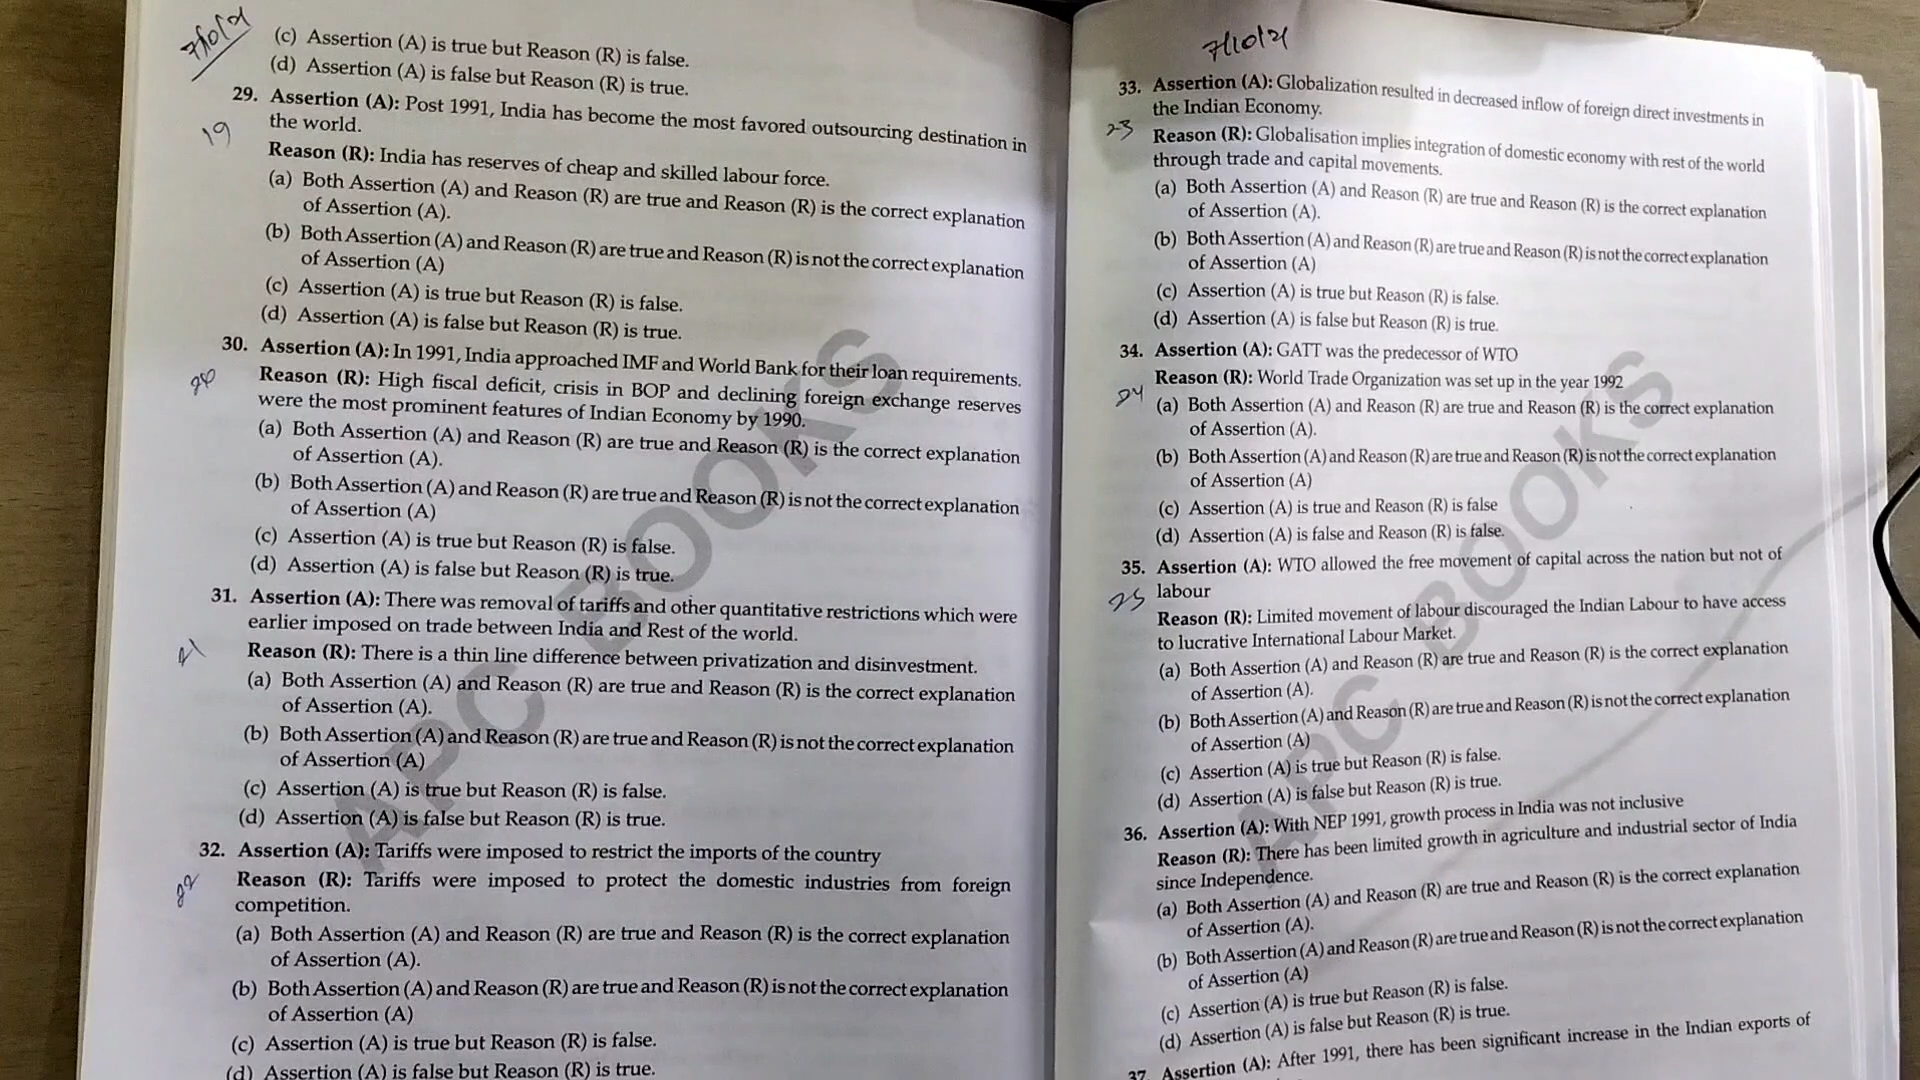 (c) Assertion (A) is true but Reason (R) is false.
(d) Assertion (A) is false but Reason (R) is true.
29. Assertion (A): Post 1991, India has become the most favored outsourcing destination in
the world.
19
Reason (R): India has reserves of cheap and skilled labour force.
(a) Both Assertion (A) and Reason (R) are true and Reason (R) is the correct explanation
of Assertion (A).
(b) Both Assertion (A) and Reason (R) are true and Reason (R) is not the correct explanation
of Assertion (A)
(c) Assertion (A) is true but Reason (R) is false.
(d) Assertion (A) is false but Reason (R) is true.
30. Assertion (A): In 1991, India approached IMF and World Bank for their loan requirements.
20
Reason (R): High fiscal deficit, crisis in BOP and declining foreign exchange reserves
were the most prominent features of Indian Economy by 1990.
(a) Both Assertion (A) and Reason (R) are true and Reason (R) is the correct explanation
of Assertion (A).
(b) Both Assertion (A) and Reason (R) are true and Reason (R) is not the correct explanation
of Assertion (A)
(c) Assertion (A) is true but Reason (R) is false.
(d) Assertion (A) is false but Reason (R) is true.
31. Assertion (A): There was removal of tariffs and other quantitative restrictions which were
earlier imposed on trade between India and Rest of the world.
21
Reason (R): There is a thin line difference between privatization and disinvestment.
(a) Both Assertion (A) and Reason (R) are true and Reason (R) is the correct explanation
of Assertion (A).
(b) Both Assertion (A) and Reason (R) are true and Reason (R) is not the correct explanation
of Assertion (A)
(c) Assertion (A) is true but Reason (R) is false.
(d) Assertion (A) is false but Reason (R) is true.
32. Assertion (A): Tariffs were imposed to restrict the imports of the country
22
Reason (R): Tariffs were imposed to protect the domestic industries from foreign
competition.
(a) Both Assertion (A) and Reason (R) are true and Reason (R) is the correct explanation
of Assertion (A).
(b) Both Assertion (A) and Reason (R) are true and Reason (R) is not the correct explanation
of Assertion (A)
(c) Assertion (A) is true but Reason (R) is false.
(d) Assertion (A) is false but Reason (R) is true.
APC BOOKS
33. Assertion (A): Globalization resulted in decreased inflow of foreign direct investments in
the Indian Economy.
23
Reason (R): Globalisation implies integration of domestic economy with rest of the world
through trade and capital movements.
(a) Both Assertion (A) and Reason (R) are true and Reason (R) is the correct explanation
of Assertion (A).
(b) Both Assertion (A) and Reason (R) are true and Reason (R) is not the correct explanation
of Assertion (A)
(c) Assertion (A) is true but Reason (R) is false.
(d) Assertion (A) is false but Reason (R) is true.
34. Assertion (A): GATT was the predecessor of WTO
24
Reason (R): World Trade Organization was set up in the year 1992
(a) Both Assertion (A) and Reason (R) are true and Reason (R) is the correct explanation
of Assertion (A).
(b) Both Assertion (A) and Reason (R) are true and Reason (R) is not the correct explanation
of Assertion (A)
(c) Assertion (A) is true and Reason (R) is false
(d) Assertion (A) is false and Reason (R) is false.
35. Assertion (A): WTO allowed the free movement of capital across the nation but not of
labour
25
Reason (R): Limited movement of labour discouraged the Indian Labour to have access
to lucrative International Labour Market.
(a) Both Assertion (A) and Reason (R) are true and Reason (R) is the correct explanation
of Assertion (A).
(b) Both Assertion (A) and Reason (R) are true and Reason (R) is not the correct explanation
of Assertion (A)
(c) Assertion (A) is true but Reason (R) is false.
(d) Assertion (A) is false but Reason (R) is true.
36. Assertion (A): With NEP 1991, growth process in India was not inclusive
Reason (R): There has been limited growth in agriculture and industrial sector of India
since Independence.
(a) Both Assertion (A) and Reason (R) are true and Reason (R) is the correct explanation
of Assertion (A).
(b) Both Assertion (A) and Reason (R) are true and Reason (R) is not the correct explanation
of Assertion (A)
(c) Assertion (A) is true but Reason (R) is false.
(d) Assertion (A) is false but Reason (R) is true.
37. Assertion (A): After 1991, there has been significant increase in the Indian exports of
APC BOOKS